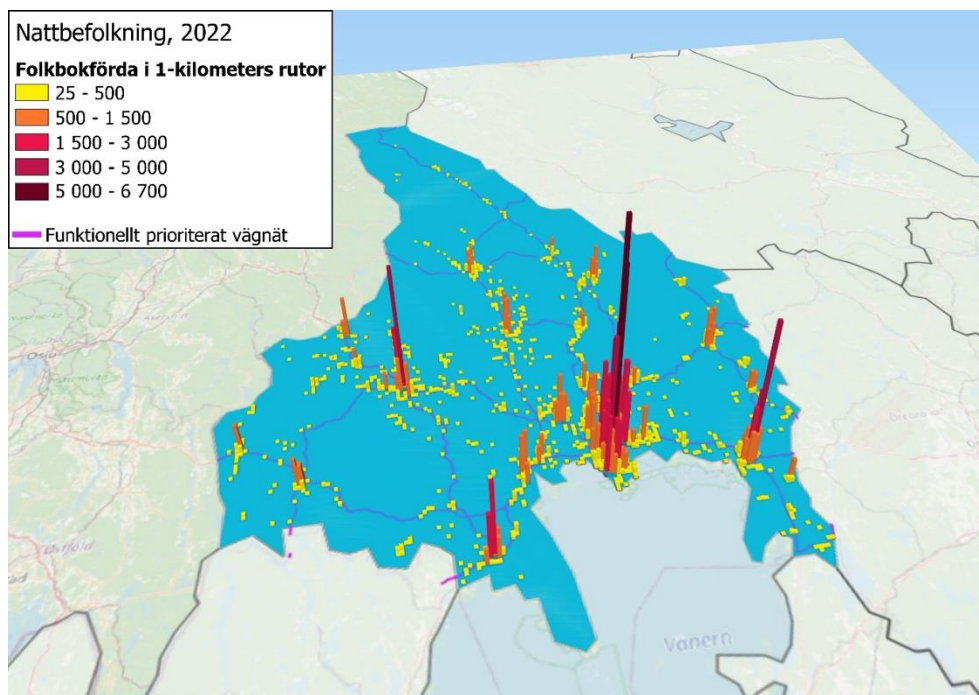 Nattbefolkning, 2022
Folkbokförda i 1-kilometers rutor
25 - 500
500 - 1 500
1 500 - 3 000
3 000 - 5 000
5 000 - 6 700
Funktionellt prioriterat vägnät
Oslo
Østfold
Vänern